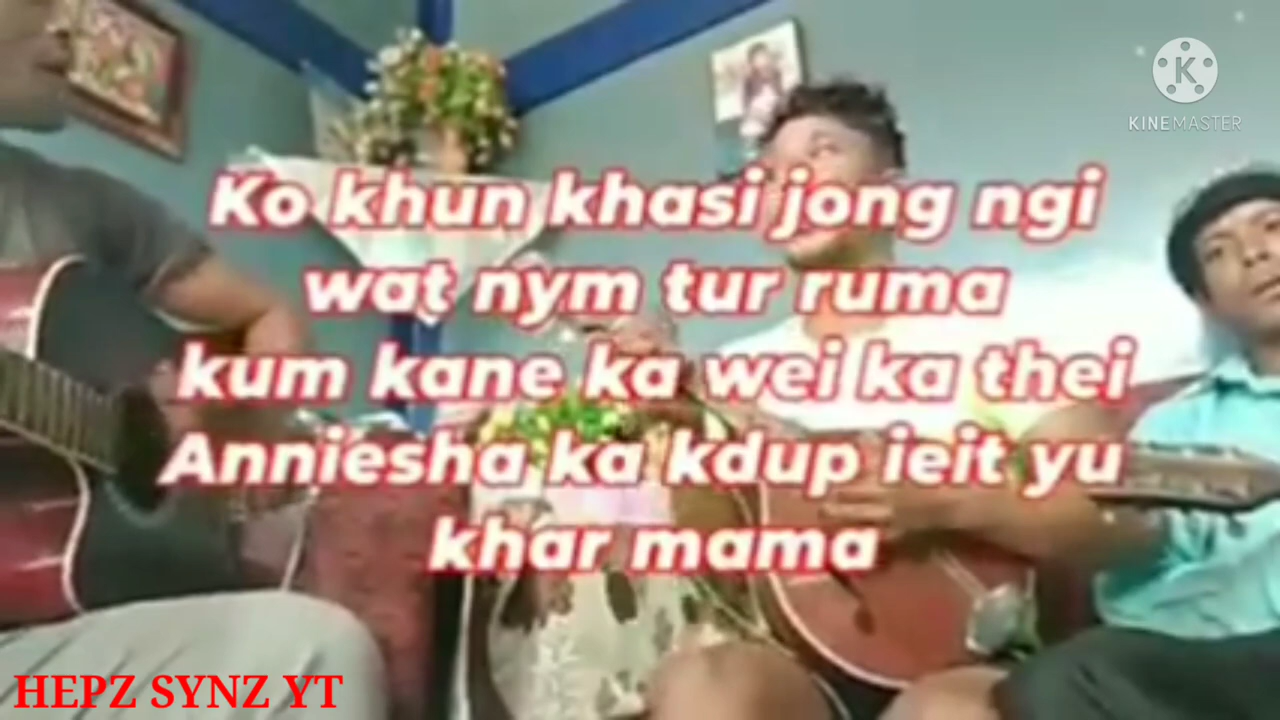 KINEMASTER
Ko khun khasi jong ngi
wat nym tur ruma
kum kane ka wei ka thei
Anniesha ka kdup ieit yu
khar mama
HEPZ SYNZ YT